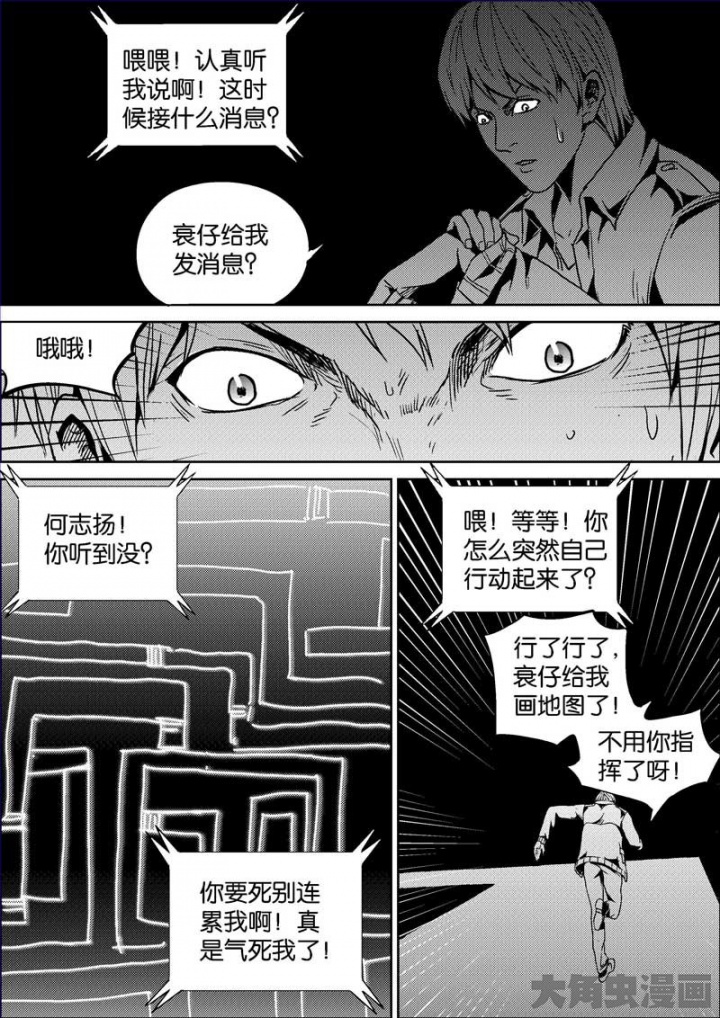 喂喂！认真听
我说啊！这时
候接什么消息？
衰仔给我
发消息？
哦哦！
何志扬！
你听到没？
你要死别连
累我啊！真
是气死我了！
喂！等等！你
怎么突然自己
行动起来了？
行了行了，
衰仔给我
画地图了！
不用你指
挥了呀！
大角虫漫画